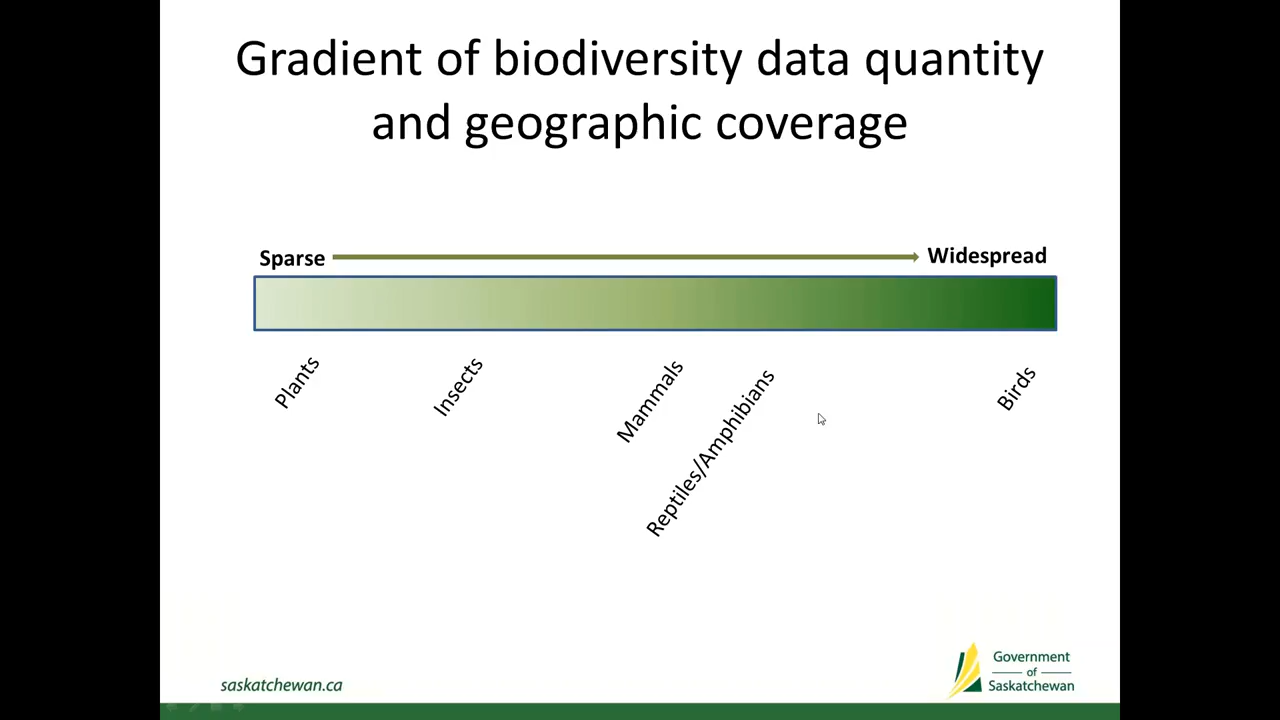 Gradient of biodiversity data quantity
and geographic coverage
Sparse
Widespread
Plants
Insects
Mammals
Reptiles/Amphibians
Birds
saskatchewan.ca
Government
of
Saskatchewan